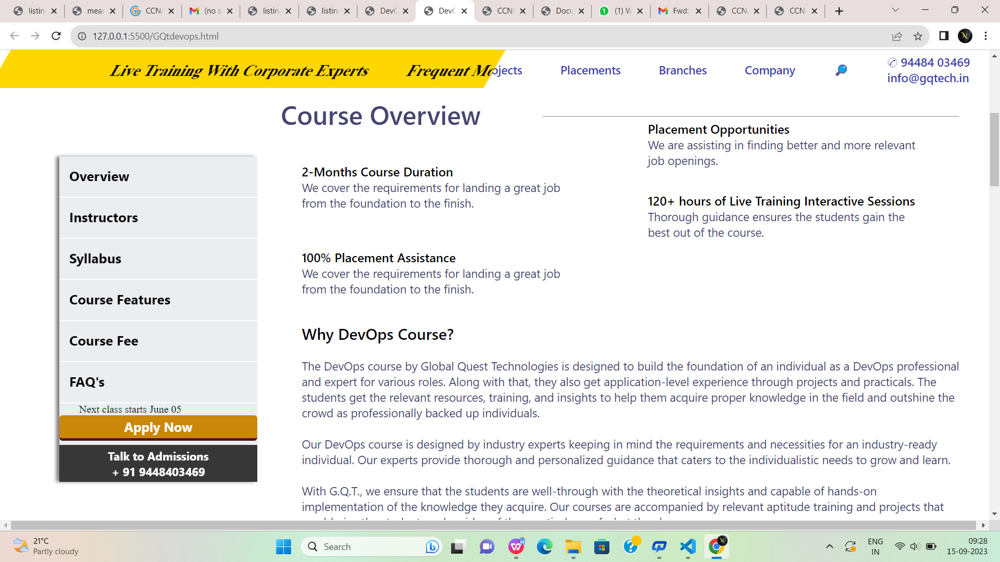 listin
mear
CCN
(no s
listin
listin
DevC
DevC
CCN
Docu
(1) W
Fwd:
CCN
CCN
127.0.0.1:5500/GQtdevops.html
Live Training With Corporate Experts
Frequent Mo
ojects
Placements
Branches
Company
94484 03469
info@gqtech.in
Course Overview
Overview
Instructors
Syllabus
Course Features
Course Fee
FAQ's
Next class starts June 05
Apply Now
Talk to Admissions
+ 91 9448403469
2-Months Course Duration
We cover the requirements for landing a great job
from the foundation to the finish.
100% Placement Assistance
We cover the requirements for landing a great job
from the foundation to the finish.
Placement Opportunities
We are assisting in finding better and more relevant
job openings.
120+ hours of Live Training Interactive Sessions
Thorough guidance ensures the students gain the
best out of the course.
Why DevOps Course?
The DevOps course by Global Quest Technologies is designed to build the foundation of an individual as a DevOps professional
and expert for various roles. Along with that, they also get application-level experience through projects and practicals. The
students get the relevant resources, training, and insights to help them acquire proper knowledge in the field and outshine the
crowd as professionally backed up individuals.
Our DevOps course is designed by industry experts keeping in mind the requirements and necessities for an industry-ready
individual. Our experts provide thorough and personalized guidance that caters to the individualistic needs to grow and learn.
With G.Q.T., we ensure that the students are well-through with the theoretical insights and capable of hands-on
implementation of the knowledge they acquire. Our courses are accompanied by relevant aptitude training and projects that
21°C
Partly cloudy
Search
ENG
IN
09:28
15-09-2023